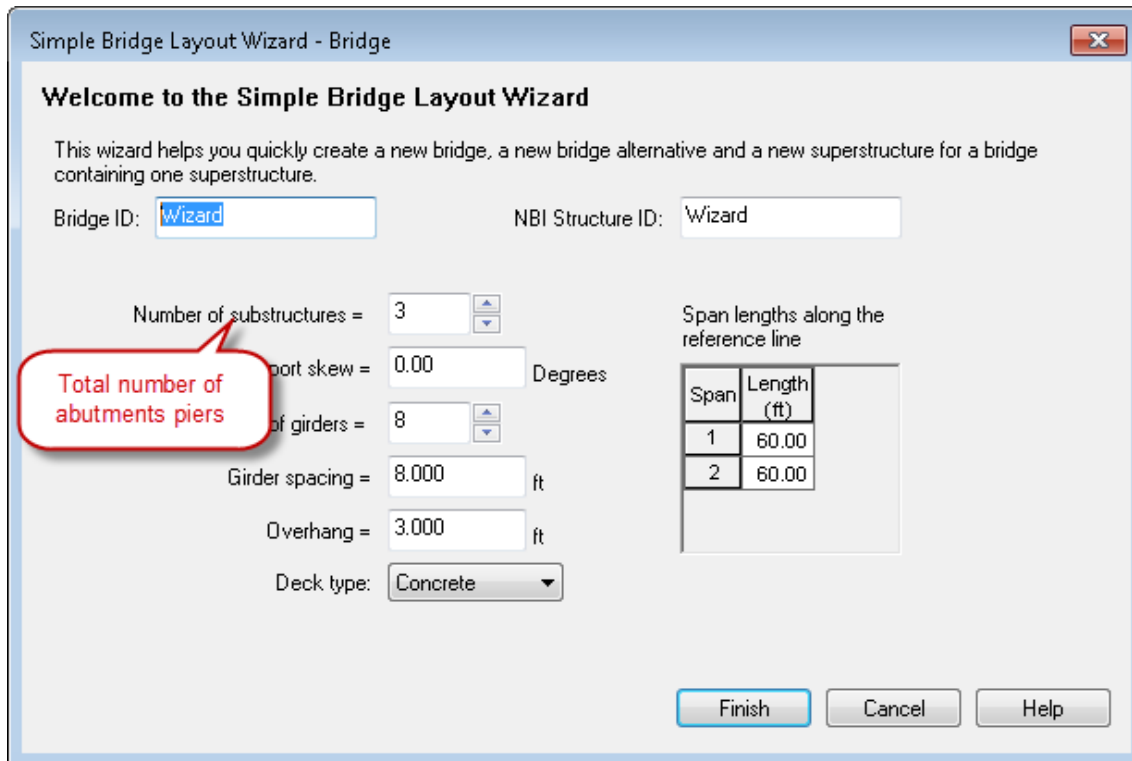 Simple Bridge Layout Wizard - Bridge
Welcome to the Simple Bridge Layout Wizard
This wizard helps you quickly create a new bridge, a new bridge alternative and a new superstructure for a bridge
containing one superstructure.
Bridge ID: Wizard NBI Structure ID: Wizard
Number of substructures = 3
Span lengths along the
reference line
Total number of
abutments piers
port skew = 0.00 Degrees
of girders = 8
Girder spacing = 8.000 ft
Overhang = 3.000 ft
Deck type: Concrete
Span Length
(ft)
1 60.00
2 60.00
Finish Cancel Help